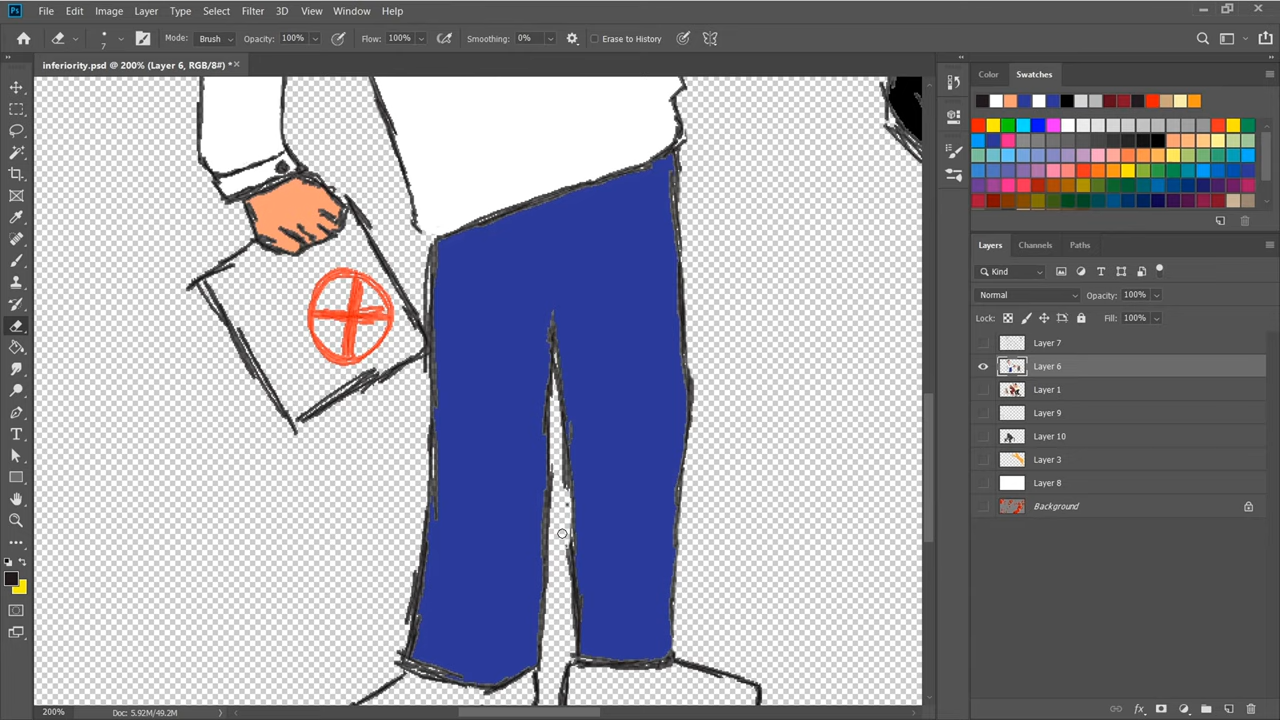 Ps File Edit Image Layer Type Select Filter 3D View Window Help
7 Mode: Brush Opacity: 100% Flow: 100% Smoothing: 0% Erase to History
inferiority.psd @ 200% (Layer 6, RGB/8#) * ×
Color Swatches
Layers Channels Paths
Kind
Normal Opacity: 100%
Lock: Fill: 100%
Layer 7
Layer 6
Layer 1
Layer 9
Layer 10
Layer 3
Layer 8
Background
200% Doc: 5.92M/49.2M